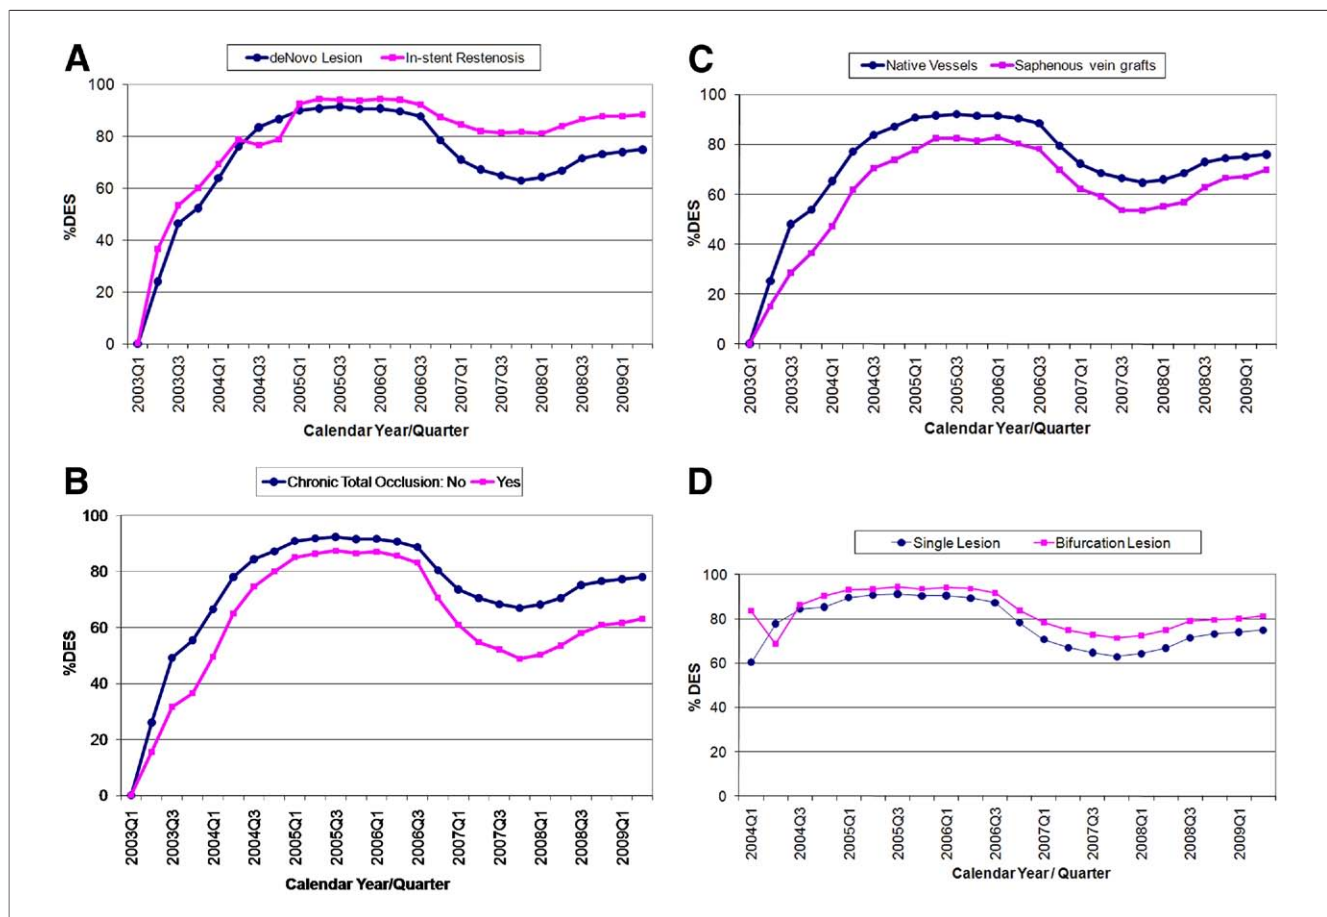 A
deNovo Lesion In-stent Restenosis
100
80
60
40
20
0
%DES
2003Q1 2003Q3 2004Q1 2004Q3 2005Q1 2005Q3 2006Q1 2006Q3 2007Q1 2007Q3 2008Q1 2008Q3 2009Q1
Calendar Year/Quarter
C
Native Vessels Saphenous vein grafts
100
80
60
40
20
0
%DES
2003Q1 2003Q3 2004Q1 2004Q3 2005Q1 2005Q3 2006Q1 2006Q3 2007Q1 2007Q3 2008Q1 2008Q3 2009Q1
Calendar Year/Quarter
B
Chronic Total Occlusion: No Yes
100
80
60
40
20
0
%DES
2003Q1 2003Q3 2004Q1 2004Q3 2005Q1 2005Q3 2006Q1 2006Q3 2007Q1 2007Q3 2008Q1 2008Q3 2009Q1
Calendar Year/Quarter
D
Single Lesion Bifurcation Lesion
100
80
60
40
20
0
% DES
2004Q1 2004Q3 2005Q1 2005Q3 2006Q1 2006Q3 2007Q1 2007Q3 2008Q1 2008Q3 2009Q1
Calendar Year / Quarter